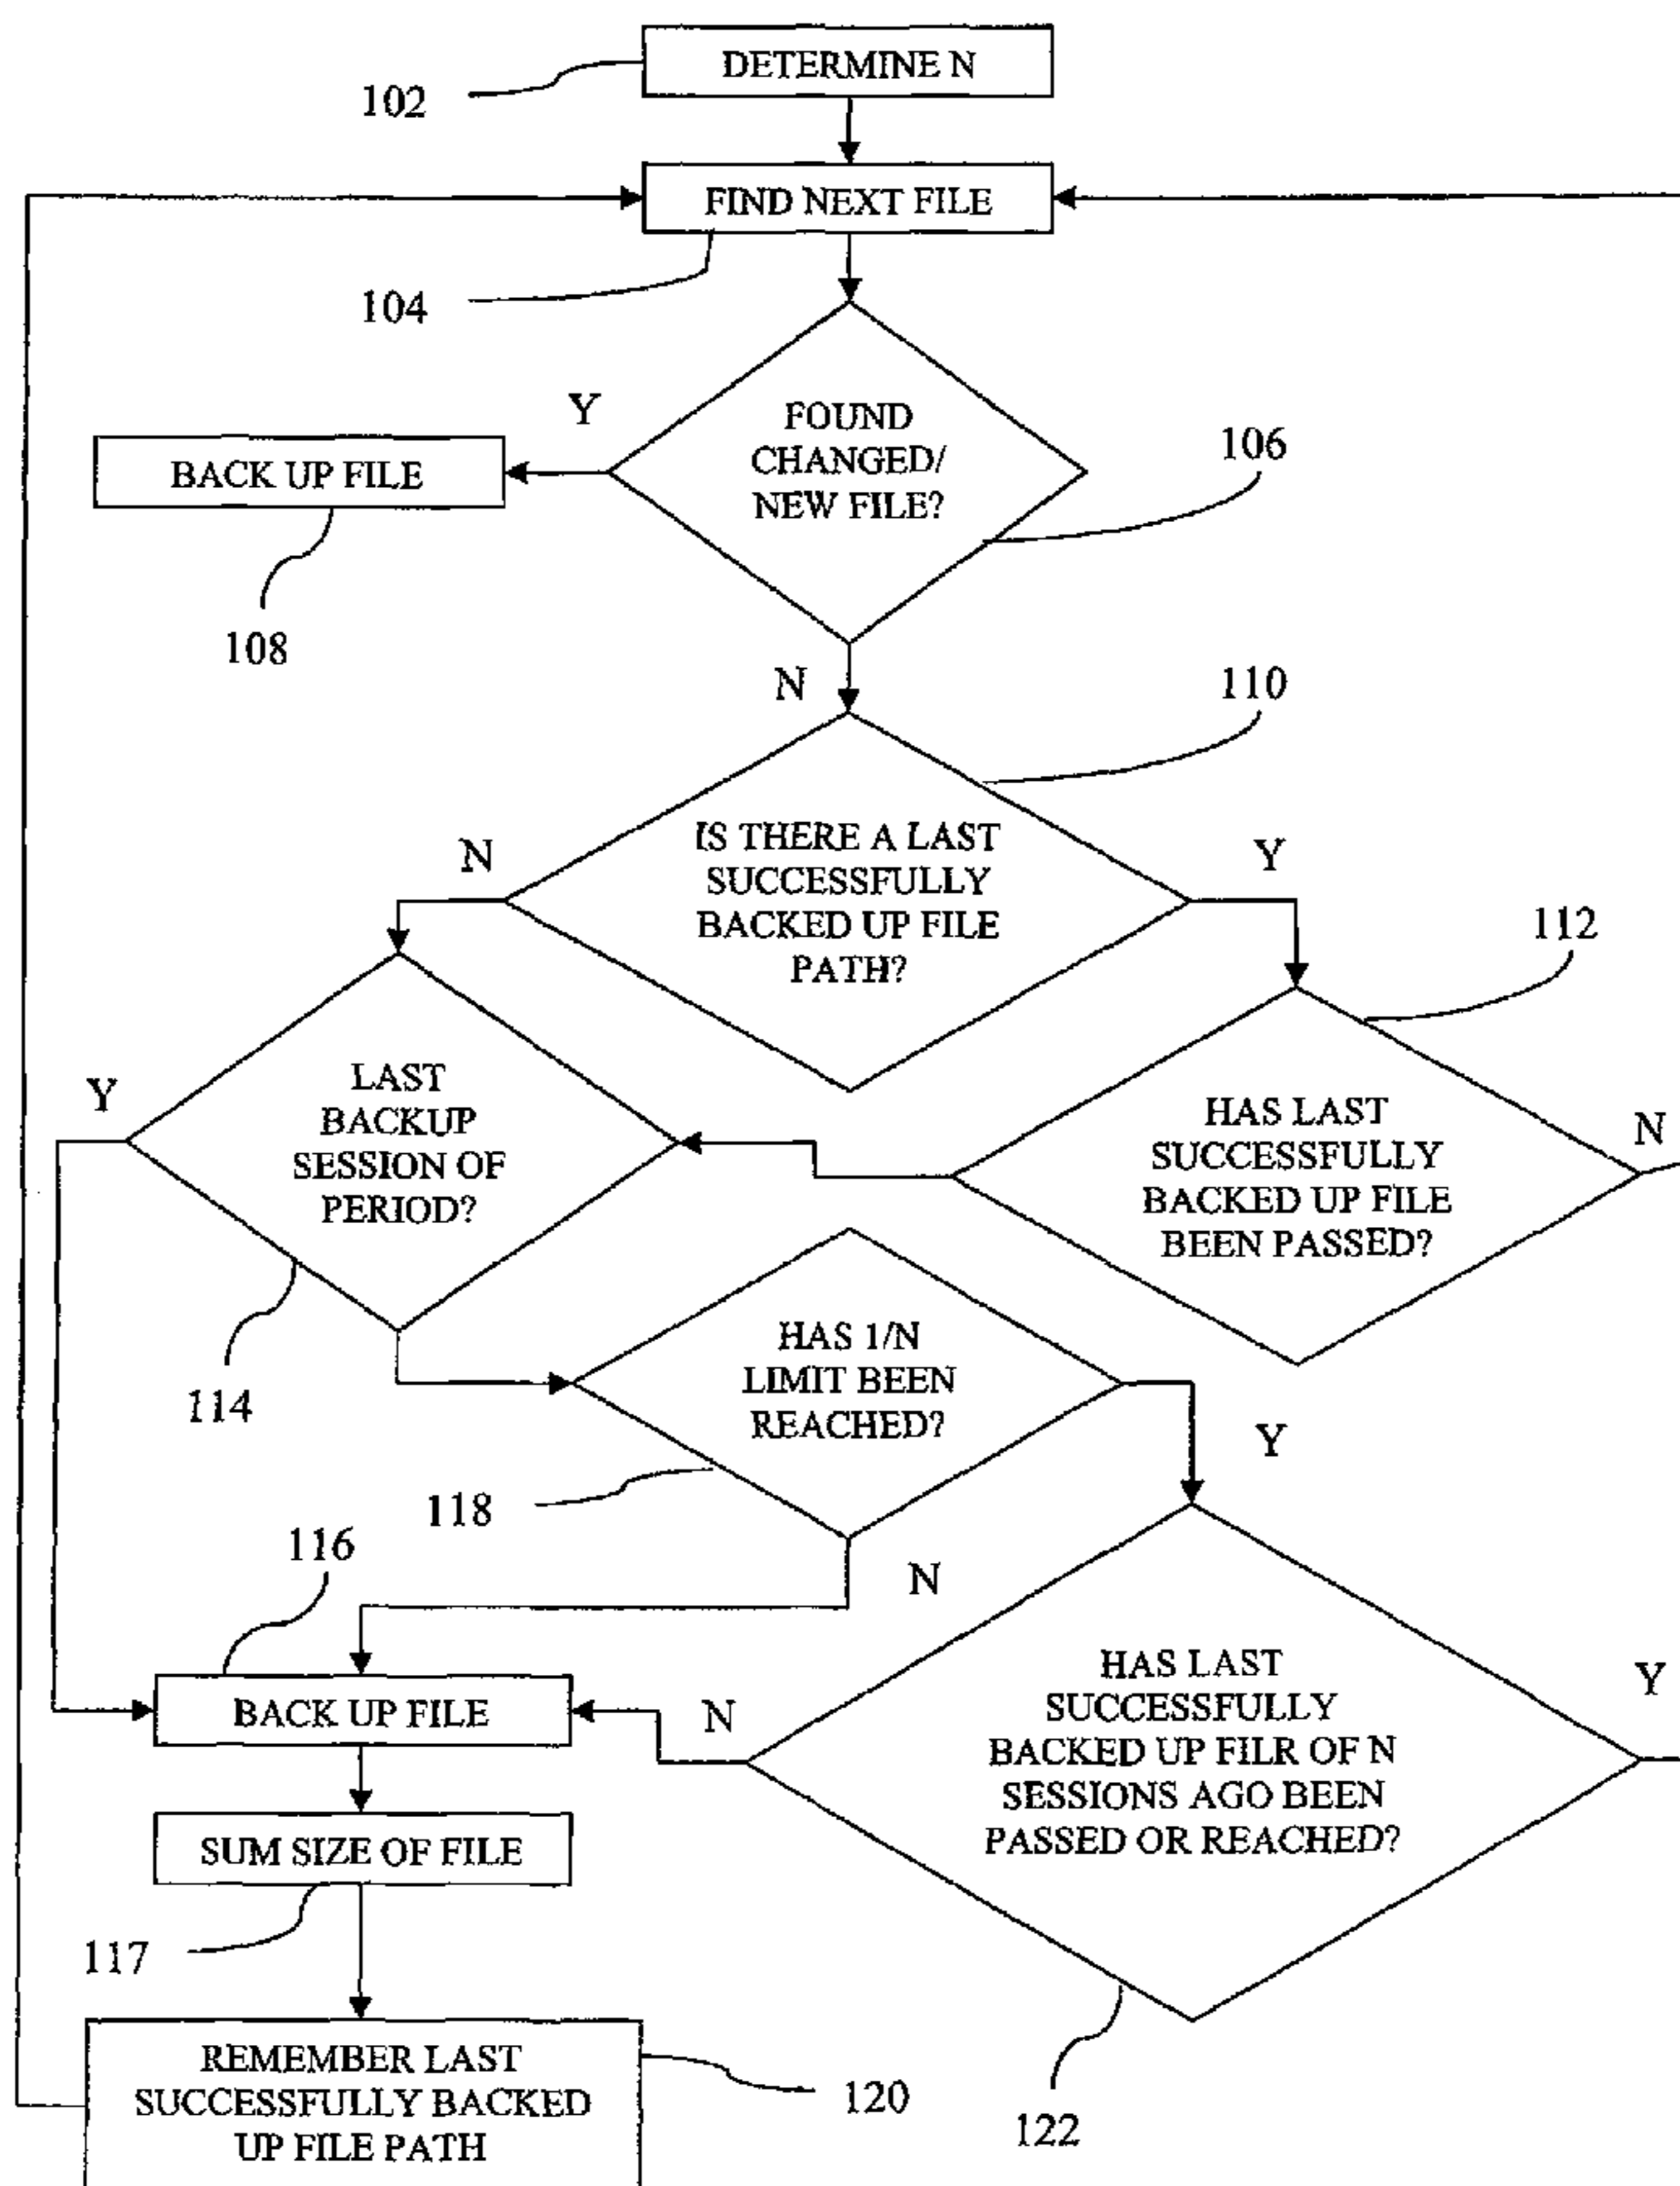 DETERMINE N
102
FIND NEXT FILE
104
FOUND
CHANGED/
NEW FILE?
Y
106
BACK UP FILE
108
N
110
IS THERE A LAST
SUCCESSFULLY
BACKED UP FILE
PATH?
N
Y
112
LAST
BACKUP
SESSION OF
PERIOD?
Y
HAS LAST
SUCCESSFULLY
BACKED UP FILE
BEEN PASSED?
N
114
HAS 1/N
LIMIT BEEN
REACHED?
Y
118
N
116
BACK UP FILE
N
HAS LAST
SUCCESSFULLY
BACKED UP FILR OF N
SESSIONS AGO BEEN
PASSED OR REACHED?
Y
SUM SIZE OF FILE
117
REMEMBER LAST
SUCCESSFULLY BACKED
UP FILE PATH
120
122